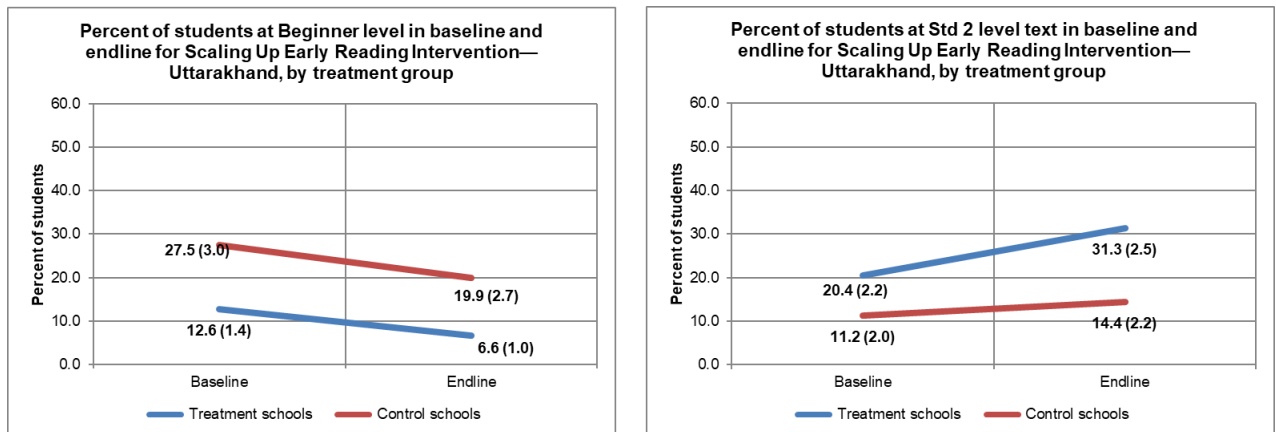 Percent of students at Beginner level in baseline and
endline for Scaling Up Early Reading Intervention—
Uttarakhand, by treatment group
Percent of students
60.0
50.0
40.0
30.0
20.0
10.0
0.0
27.5 (3.0)
19.9 (2.7)
12.6 (1.4)
6.6 (1.0)
Baseline
Endline
Treatment schools
Control schools
Percent of students at Std 2 level text in baseline and
endline for Scaling Up Early Reading Intervention—
Uttarakhand, by treatment group
Percent of students
60.0
50.0
40.0
30.0
20.0
10.0
0.0
31.3 (2.5)
20.4 (2.2)
14.4 (2.2)
11.2 (2.0)
Baseline
Endline
Treatment schools
Control schools